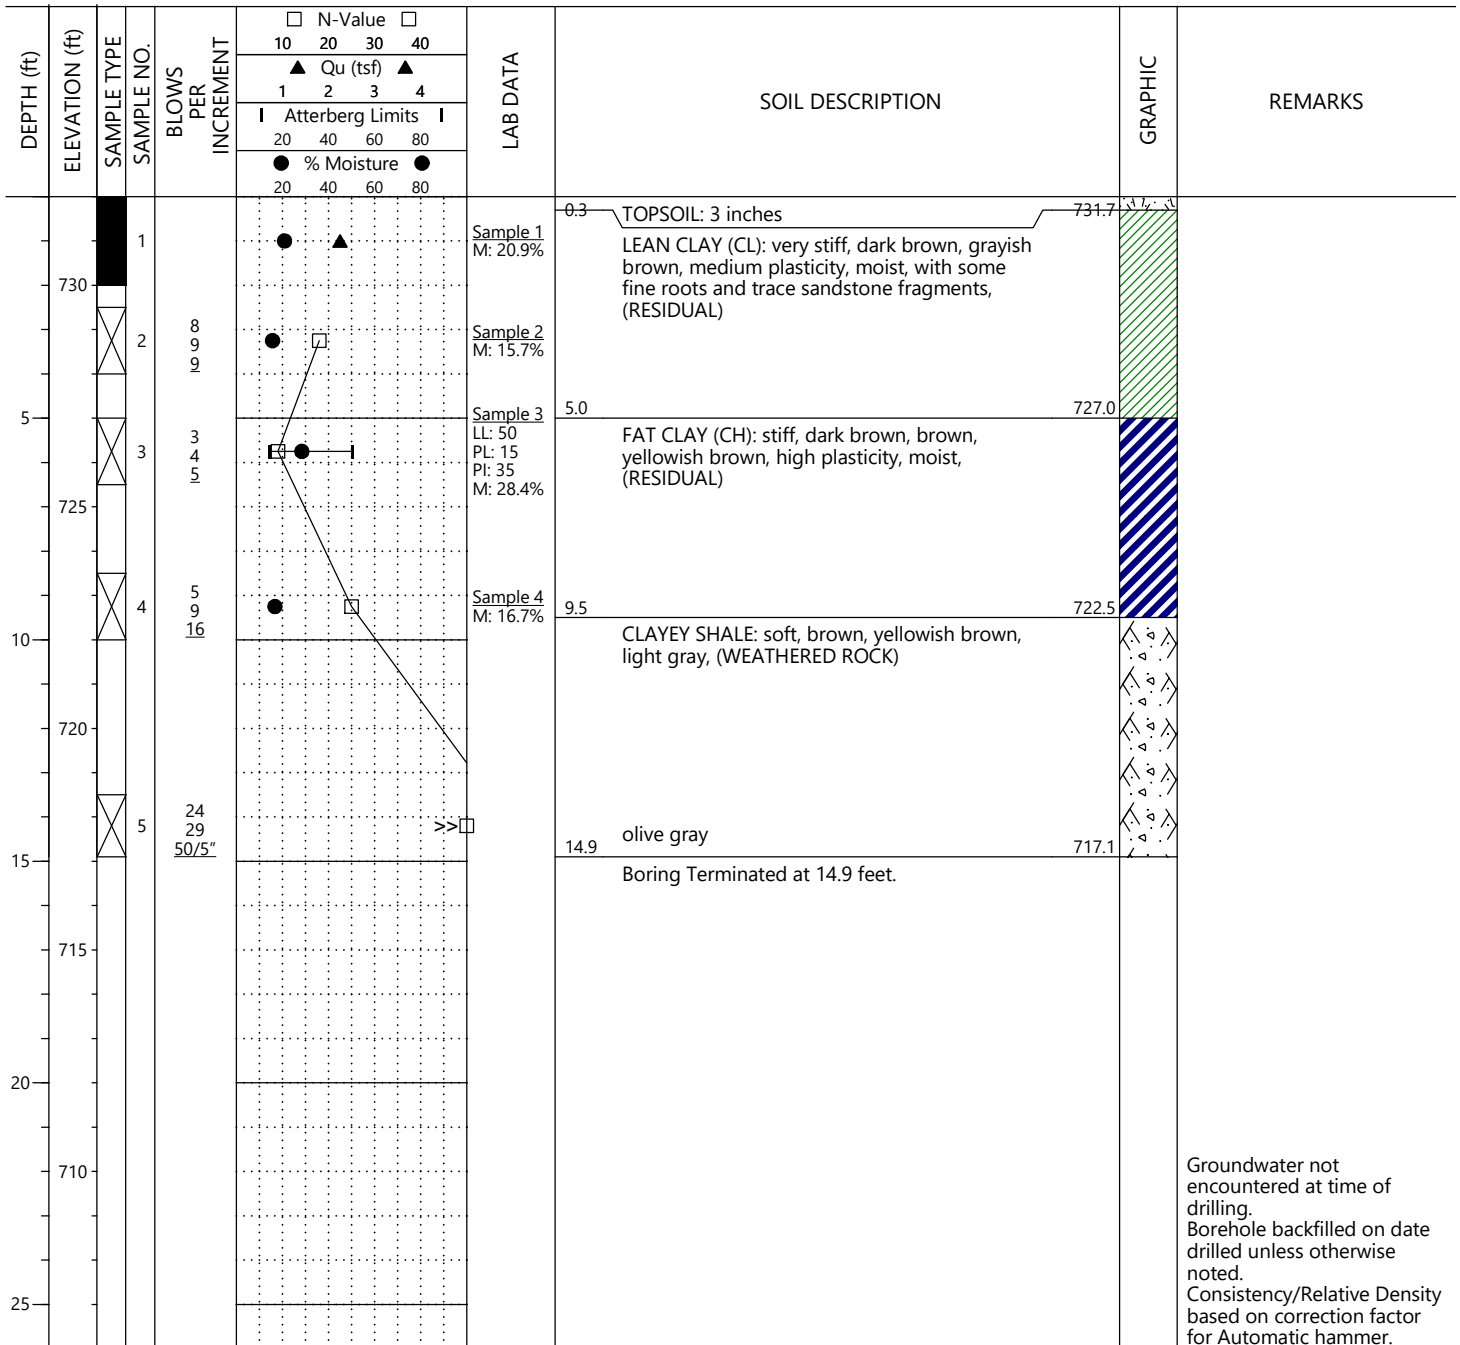 DEPTH (ft)
ELEVATION (ft)
SAMPLE TYPE
SAMPLE NO.
BLOWS
PER
INCREMENT
N-Value
10 20 30 40
Qu (tsf)
1 2 3 4
Atterberg Limits
20 40 60 80
% Moisture
20 40 60 80
LAB DATA
SOIL DESCRIPTION
GRAPHIC
REMARKS
0.3 TOPSOIL: 3 inches 731.7
1
Sample 1
M: 20.9%
LEAN CLAY (CL): very stiff, dark brown, grayish
brown, medium plasticity, moist, with some
fine roots and trace sandstone fragments,
(RESIDUAL)
730
2
8
9
9
Sample 2
M: 15.7%
5
5.0 727.0
3
3
4
5
Sample 3
LL: 50
PL: 15
PI: 35
M: 28.4%
FAT CLAY (CH): stiff, dark brown, brown,
yellowish brown, high plasticity, moist,
(RESIDUAL)
725
4
5
9
16
Sample 4
M: 16.7%
9.5 722.5
10
CLAYEY SHALE: soft, brown, yellowish brown,
light gray, (WEATHERED ROCK)
720
5
24
29
50/5"
>>
olive gray
14.9 717.1
15
Boring Terminated at 14.9 feet.
715
20
710
25
Groundwater not
encountered at time of
drilling.
Borehole backfilled on date
drilled unless otherwise
noted.
Consistency/Relative Density
based on correction factor
for Automatic hammer.